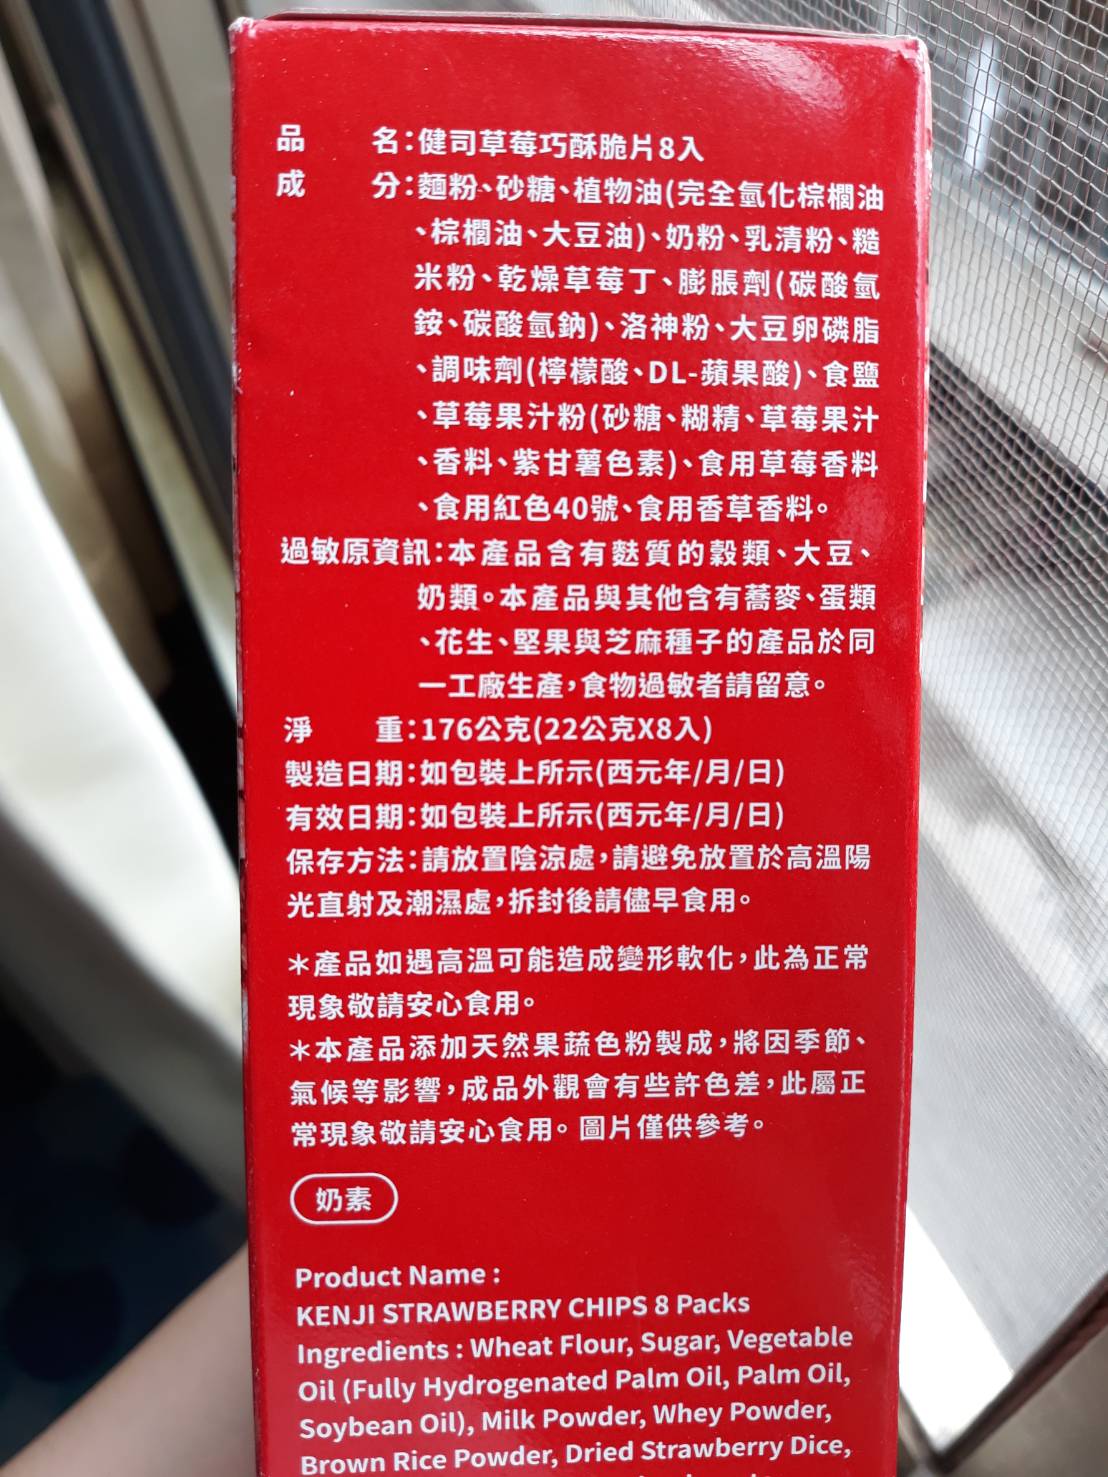 品　　名：健司草莓巧酥脆片8入
成　　分：麵粉、砂糖、植物油(完全氫化棕櫚油
、棕櫚油、大豆油)、奶粉、乳清粉、糙
米粉、乾燥草莓丁、膨脹劑(碳酸氫
銨、碳酸氫鈉)、洛神粉、大豆卵磷脂
、調味劑(檸檬酸、DL-蘋果酸)、食鹽
、草莓果汁粉(砂糖、糊精、草莓果汁
、香料、紫甘薯色素)、食用草莓香料
、食用紅色40號、食用香草香料。
過敏原資訊：本產品含有麩質的穀類、大豆、
奶類。本產品與其他含有蕎麥、蛋類
、花生、堅果與芝麻種子的產品於同
一工廠生產，食物過敏者請留意。
淨　　重：176公克(22公克X8入)
製造日期：如包裝上所示(西元年/月/日)
有效日期：如包裝上所示(西元年/月/日)
保存方法：請放置陰涼處，請避免放置於高溫陽
光直射及潮濕處，拆封後請儘早食用。
＊產品如遇高溫可能造成變形軟化，此為正常
現象敬請安心食用。
＊本產品添加天然果蔬色粉製成，將因季節、
氣候等影響，成品外觀會有些許色差，此屬正
常現象敬請安心食用。圖片僅供參考。
奶素
Product Name :
KENJI STRAWBERRY CHIPS 8 Packs
Ingredients : Wheat Flour, Sugar, Vegetable
Oil (Fully Hydrogenated Palm Oil, Palm Oil,
Soybean Oil), Milk Powder, Whey Powder,
Brown Rice Powder, Dried Strawberry Dice,